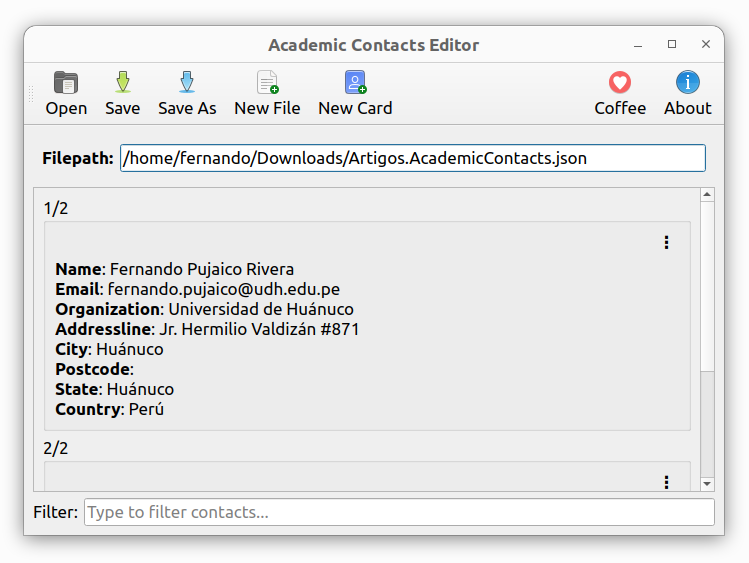 Academic Contacts Editor
Open Save Save As New File New Card Coffee About
Filepath: /home/fernando/Downloads/Artigos.AcademicContacts.json
1/2
Name: Fernando Pujaico Rivera
Email: fernando.pujaico@udh.edu.pe
Organization: Universidad de Huánuco
Addressline: Jr. Hermilio Valdizán #871
City: Huánuco
Postcode:
State: Huánuco
Country: Perú
2/2
Filter: Type to filter contacts...